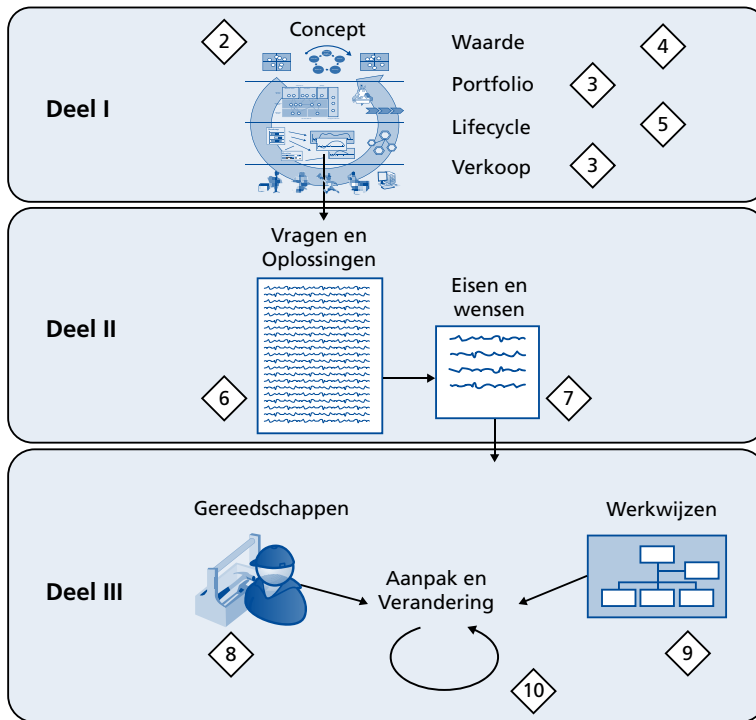 2
Concept
Waarde
4
Deel I
Portfolio
3
Lifecycle
5
Verkoop
3
Vragen en
Oplossingen
Eisen en
wensen
Deel II
6
7
Gereedschappen
Werkwijzen
Deel III
Aanpak en
Verandering
8
9
10